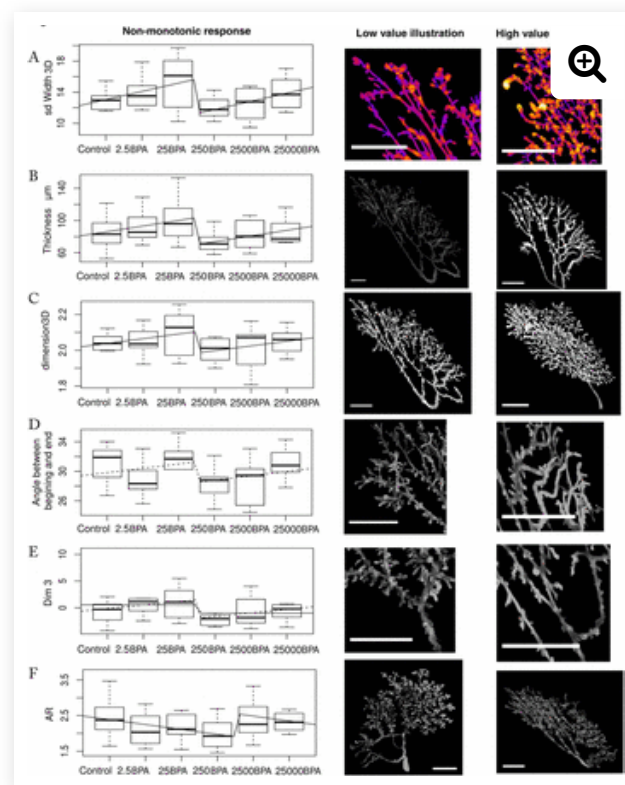 Non-monotonic response
Low value illustration
High value
A
sd Width 3D
10 12 14 16 18
Control 2.5BPA 25BPA 250BPA 2500BPA 25000BPA
B
Thickness µm
60 100 140
Control 2.5BPA 25BPA 250BPA 2500BPA 25000BPA
C
dimension3D
1.8 2.0 2.2
Control 2.5BPA 25BPA 250BPA 2500BPA 25000BPA
D
Angle between
begining and end
26 30 34
Control 2.5BPA 25BPA 250BPA 2500BPA 25000BPA
E
Dim 3
0 5 10
Control 2.5BPA 25BPA 250BPA 2500BPA 25000BPA
F
AR
1.5 2.5 3.5
Control 2.5BPA 25BPA 250BPA 2500BPA 25000BPA